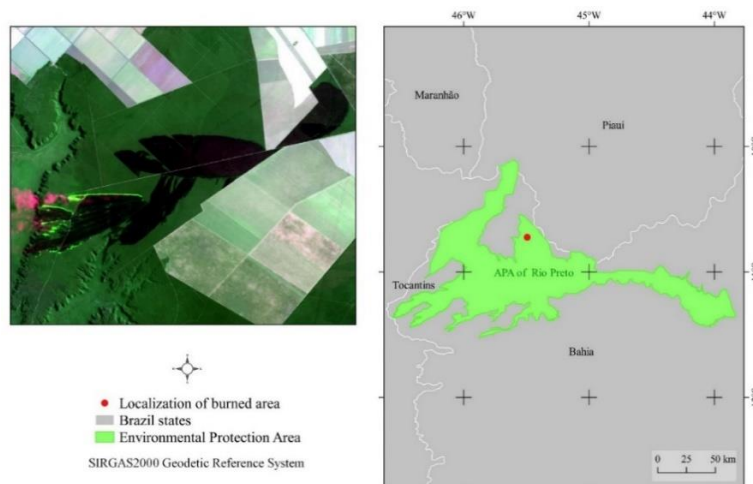 46°W 45°W 44°W
Maranhão
Piaui
APA of Rio Preto
Tocantins
Bahia
Localization of burned area
Brazil states
Environmental Protection Area
SIRGAS2000 Geodetic Reference System
0 25 50 km